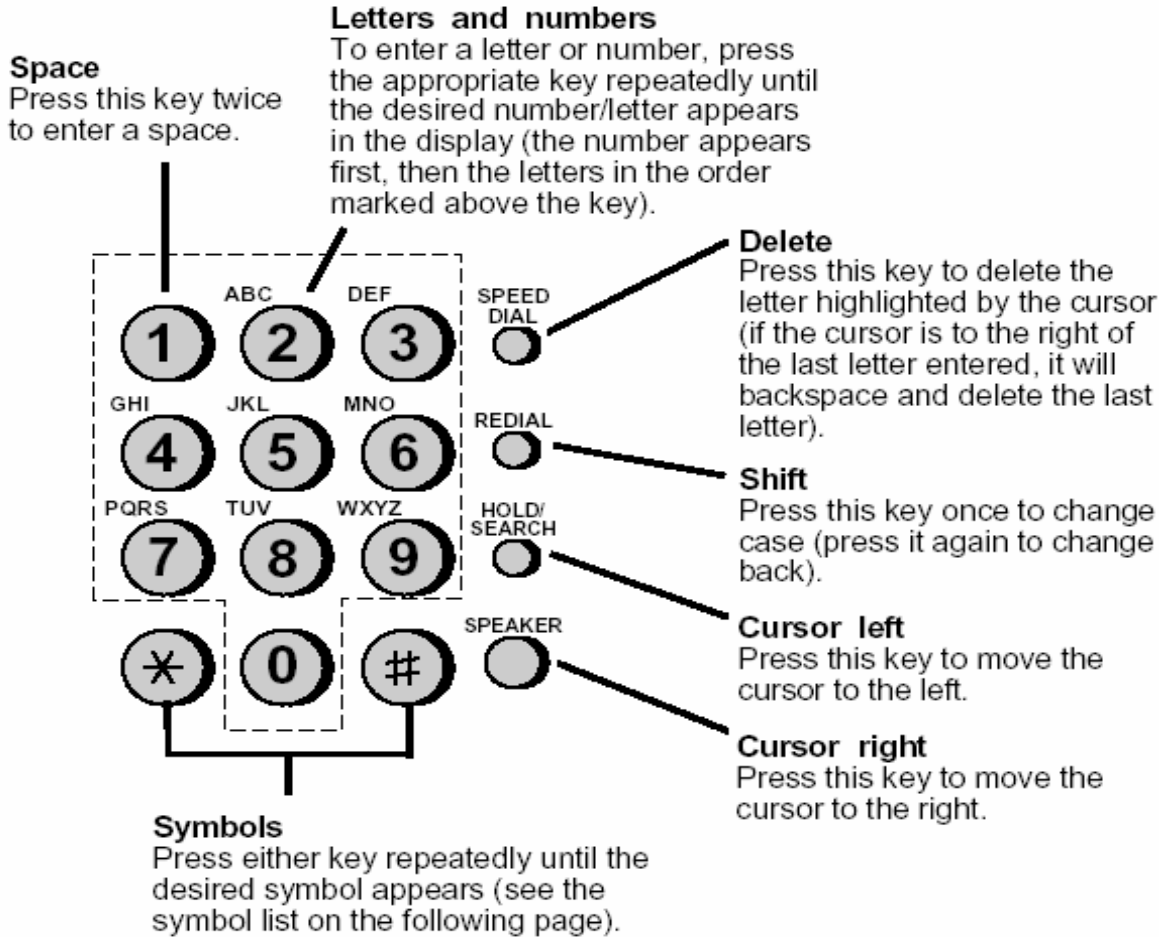 Letters and numbers
To enter a letter or number, press
the appropriate key repeatedly until
the desired number/letter appears
in the display (the number appears
first, then the letters in the order
marked above the key).
Space
Press this key twice
to enter a space.
Delete
Press this key to delete the
letter highlighted by the cursor
(if the cursor is to the right of
the last letter entered, it will
backspace and delete the last
letter).
ABC
DEF
SPEED
DIAL
1
2
3
GHI
JKL
MNO
REDIAL
4
5
6
Shift
Press this key once to change
case (press it again to change
back).
PQRS
TUV
WXYZ
HOLD/
SEARCH
7
8
9
Cursor left
Press this key to move the
cursor to the left.
SPEAKER
*
0
#
Cursor right
Press this key to move the
cursor to the right.
Symbols
Press either key repeatedly until the
desired symbol appears (see the
symbol list on the following page).